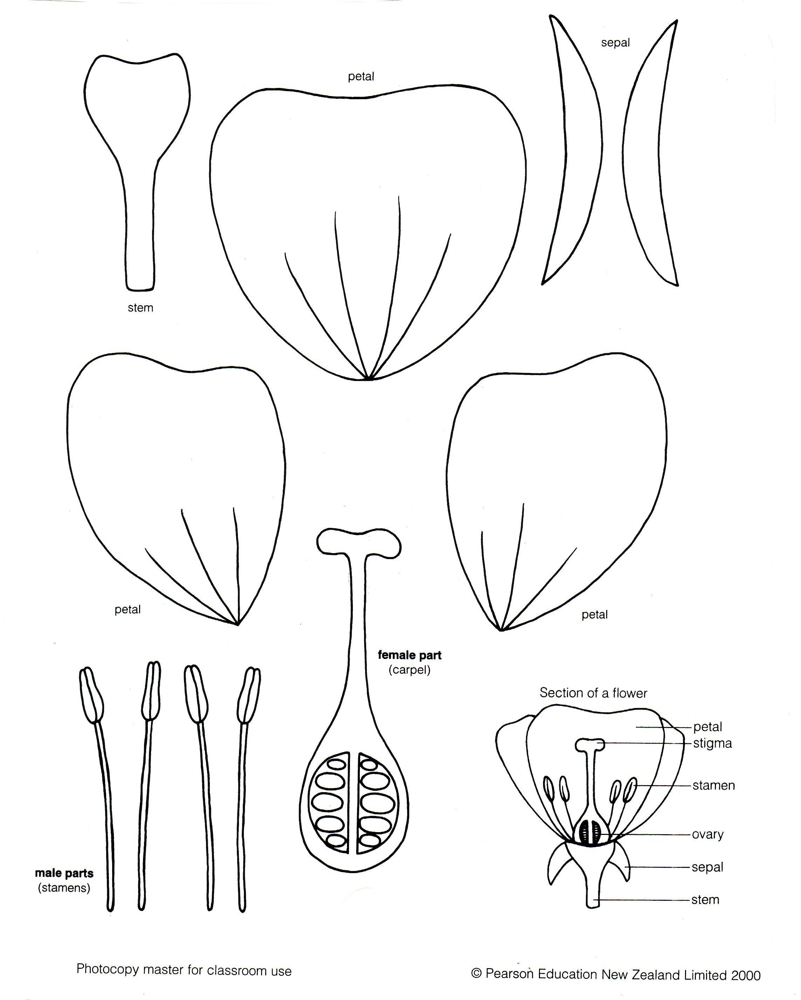 sepal
petal
stem
petal
petal
female part
(carpel)
male parts
(stamens)
Section of a flower
petal
stigma
stamen
ovary
sepal
stem
Photocopy master for classroom use
© Pearson Education New Zealand Limited 2000